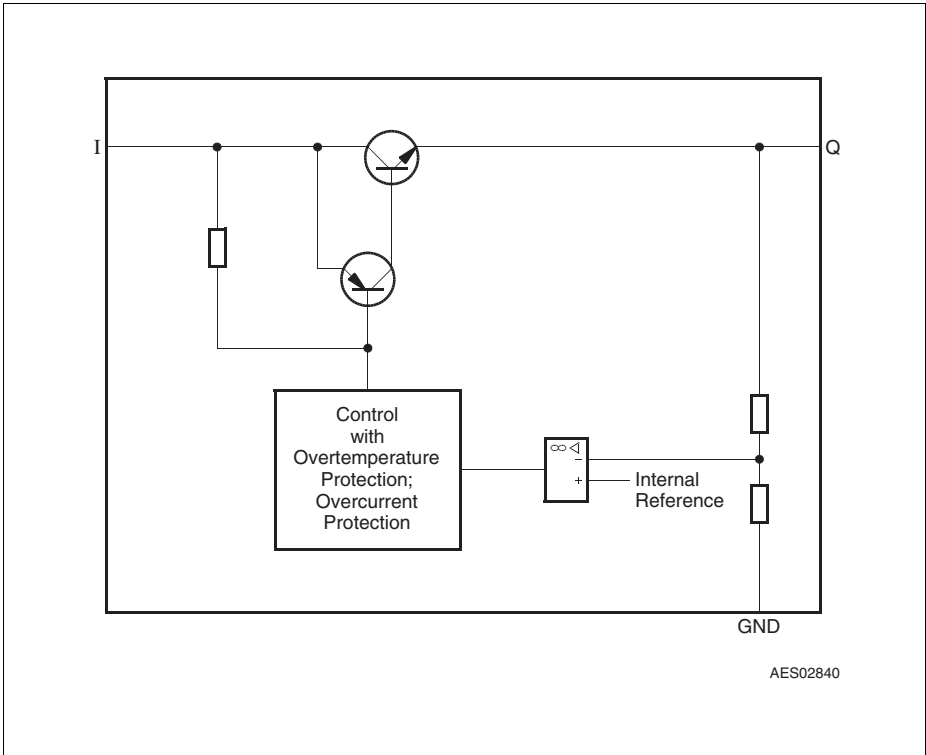 I
Q
Control
with
Overtemperature
Protection;
Overcurrent
Protection
∞
−
+
Internal
Reference
GND
AES02840